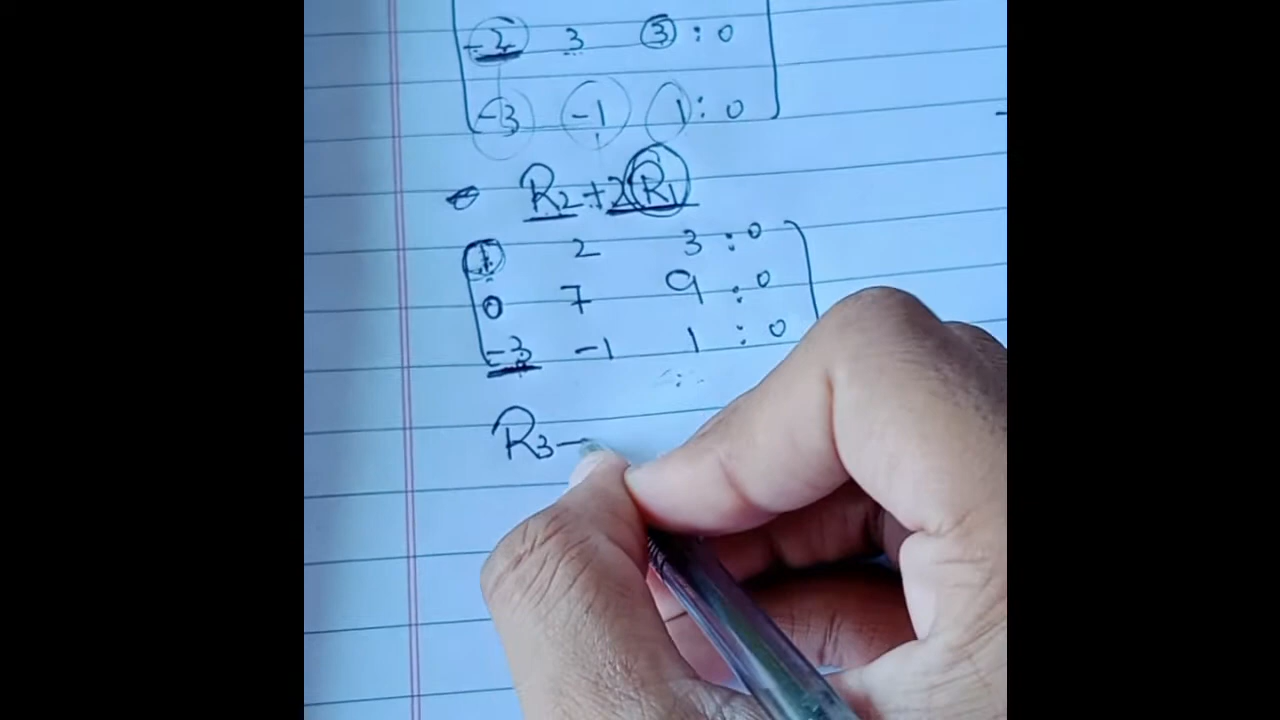 -2 3 3 : 0
-3 -1 1 : 0
R2 + 2R1
1 2 3 : 0
0 7 9 : 0
-3 -1 1 : 0
R3 -